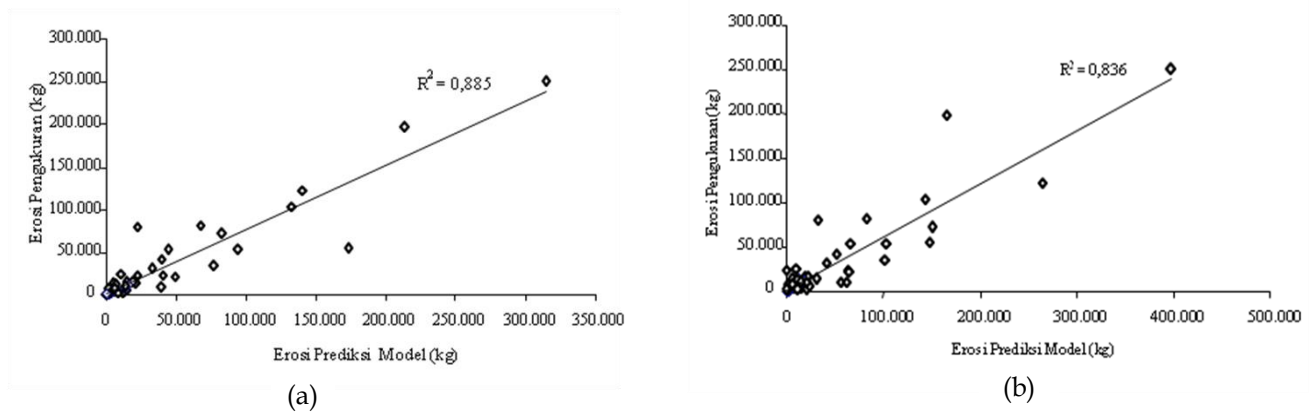 300.000
250.000
200.000
150.000
100.000
50.000
0
Erosi Pengukuran (kg)
R² = 0,885
0 50.000 100.000 150.000 200.000 250.000 300.000 350.000
Erosi Prediksi Model (kg)
(a)
300.000
250.000
200.000
150.000
100.000
50.000
0
Erosi Pengukuran (kg)
R² = 0,836
0 100.000 200.000 300.000 400.000 500.000
Erosi Prediksi Model (kg)
(b)